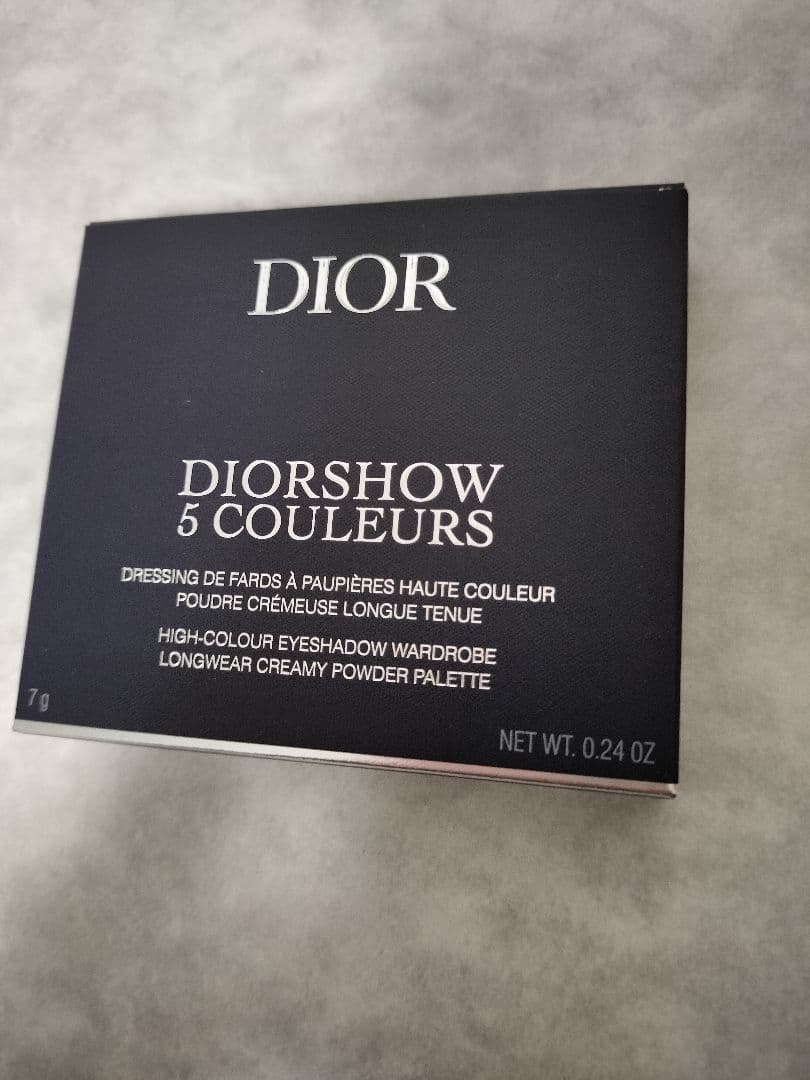 DIOR
DIORSHOW
5 COULEURS
DRESSING DE FARDS À PAUPIÈRES HAUTE COULEUR
POUDRE CRÉMEUSE LONGUE TENUE
HIGH-COLOUR EYESHADOW WARDROBE
LONGWEAR CREAMY POWDER PALETTE
7 g
NET WT. 0.24 OZ